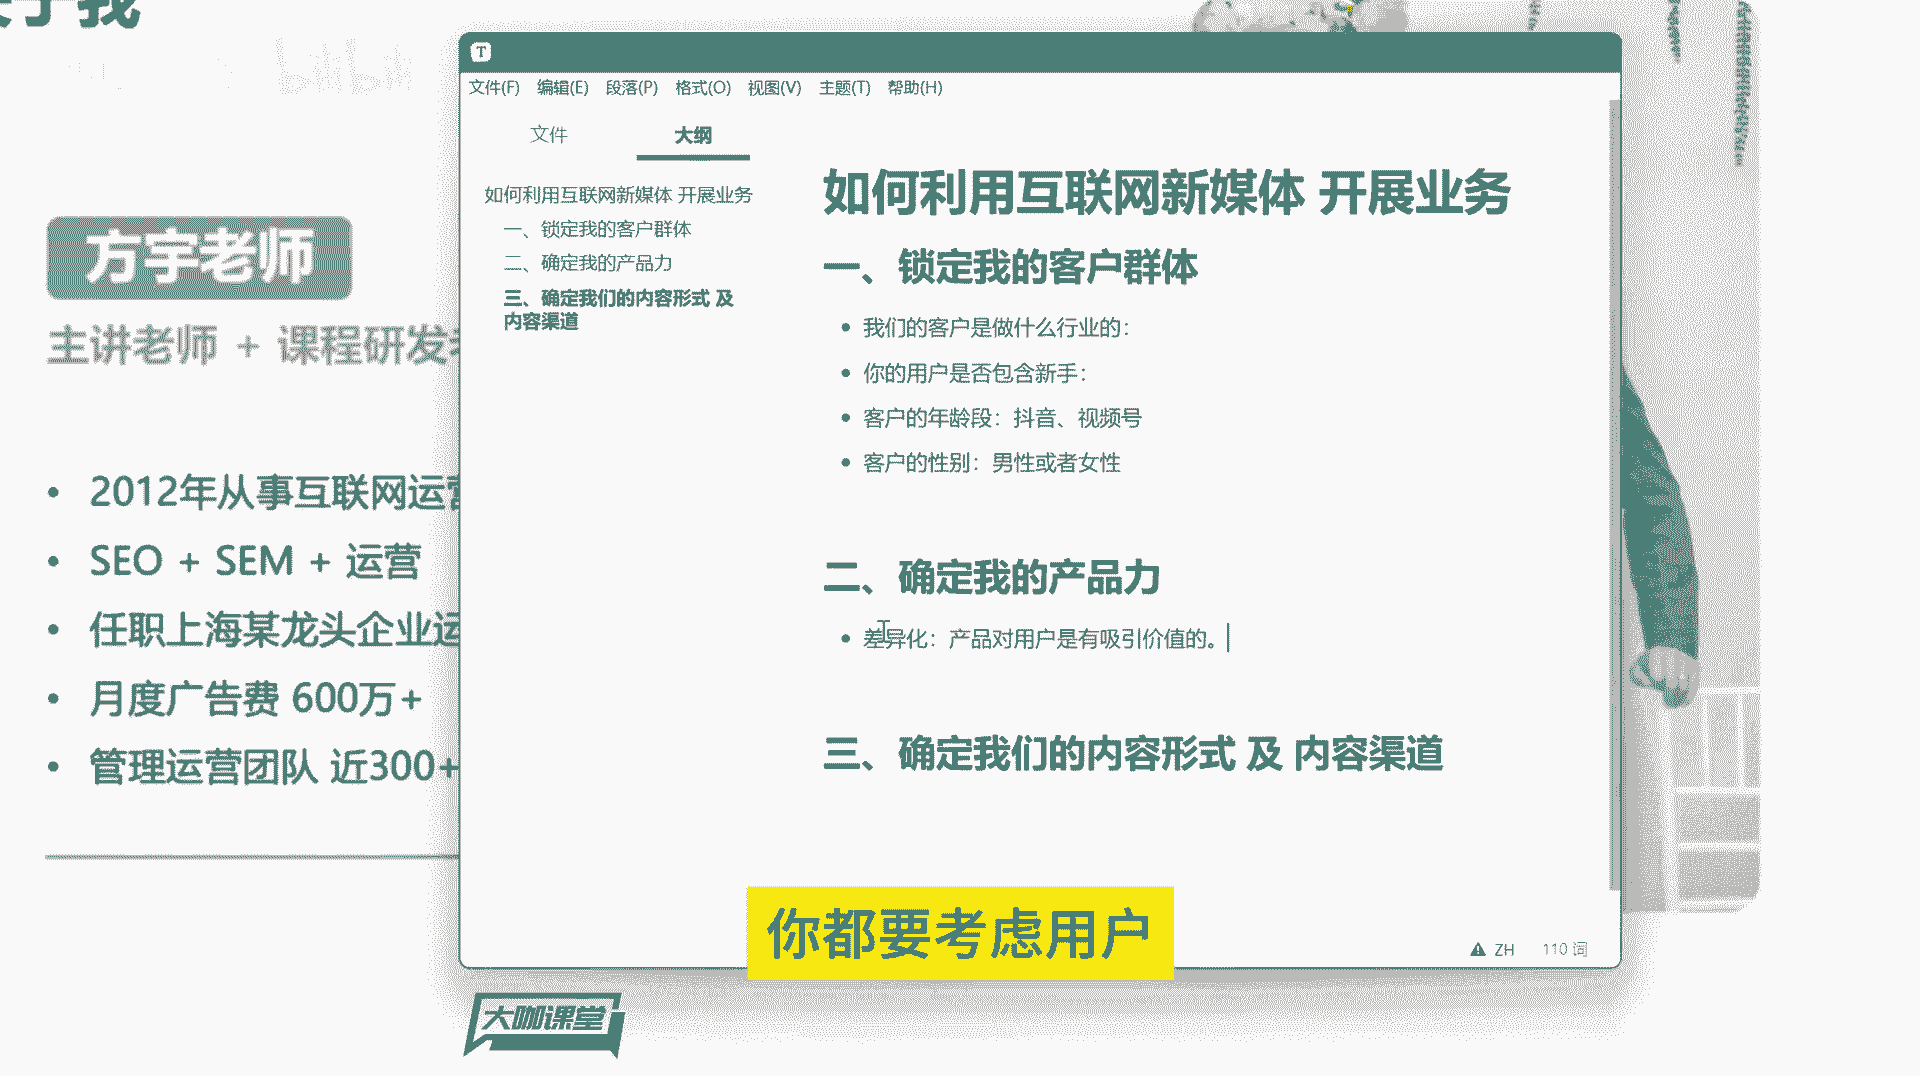 bilibili
方宇老师
主讲老师 + 课程研发
2012年从事互联网运营
SEO + SEM + 运营
任职上海某龙头企业运
月度广告费 600万+
管理运营团队 近300+
T
文件(F) 编辑(E) 段落(P) 格式(O) 视图(V) 主题(T) 帮助(H)
文件 大纲
如何利用互联网新媒体 开展业务
一、锁定我的客户群体
二、确定我的产品力
三、确定我们的内容形式 及
内容渠道
如何利用互联网新媒体 开展业务
一、锁定我的客户群体
我们的客户是做什么行业的：
你的用户是否包含新手：
客户的年龄段：抖音、视频号
客户的性别：男性或者女性
二、确定我的产品力
差异化：产品对用户是有吸引价值的。
三、确定我们的内容形式 及 内容渠道
你都要考虑用户
ZH 110 词
大咖课堂